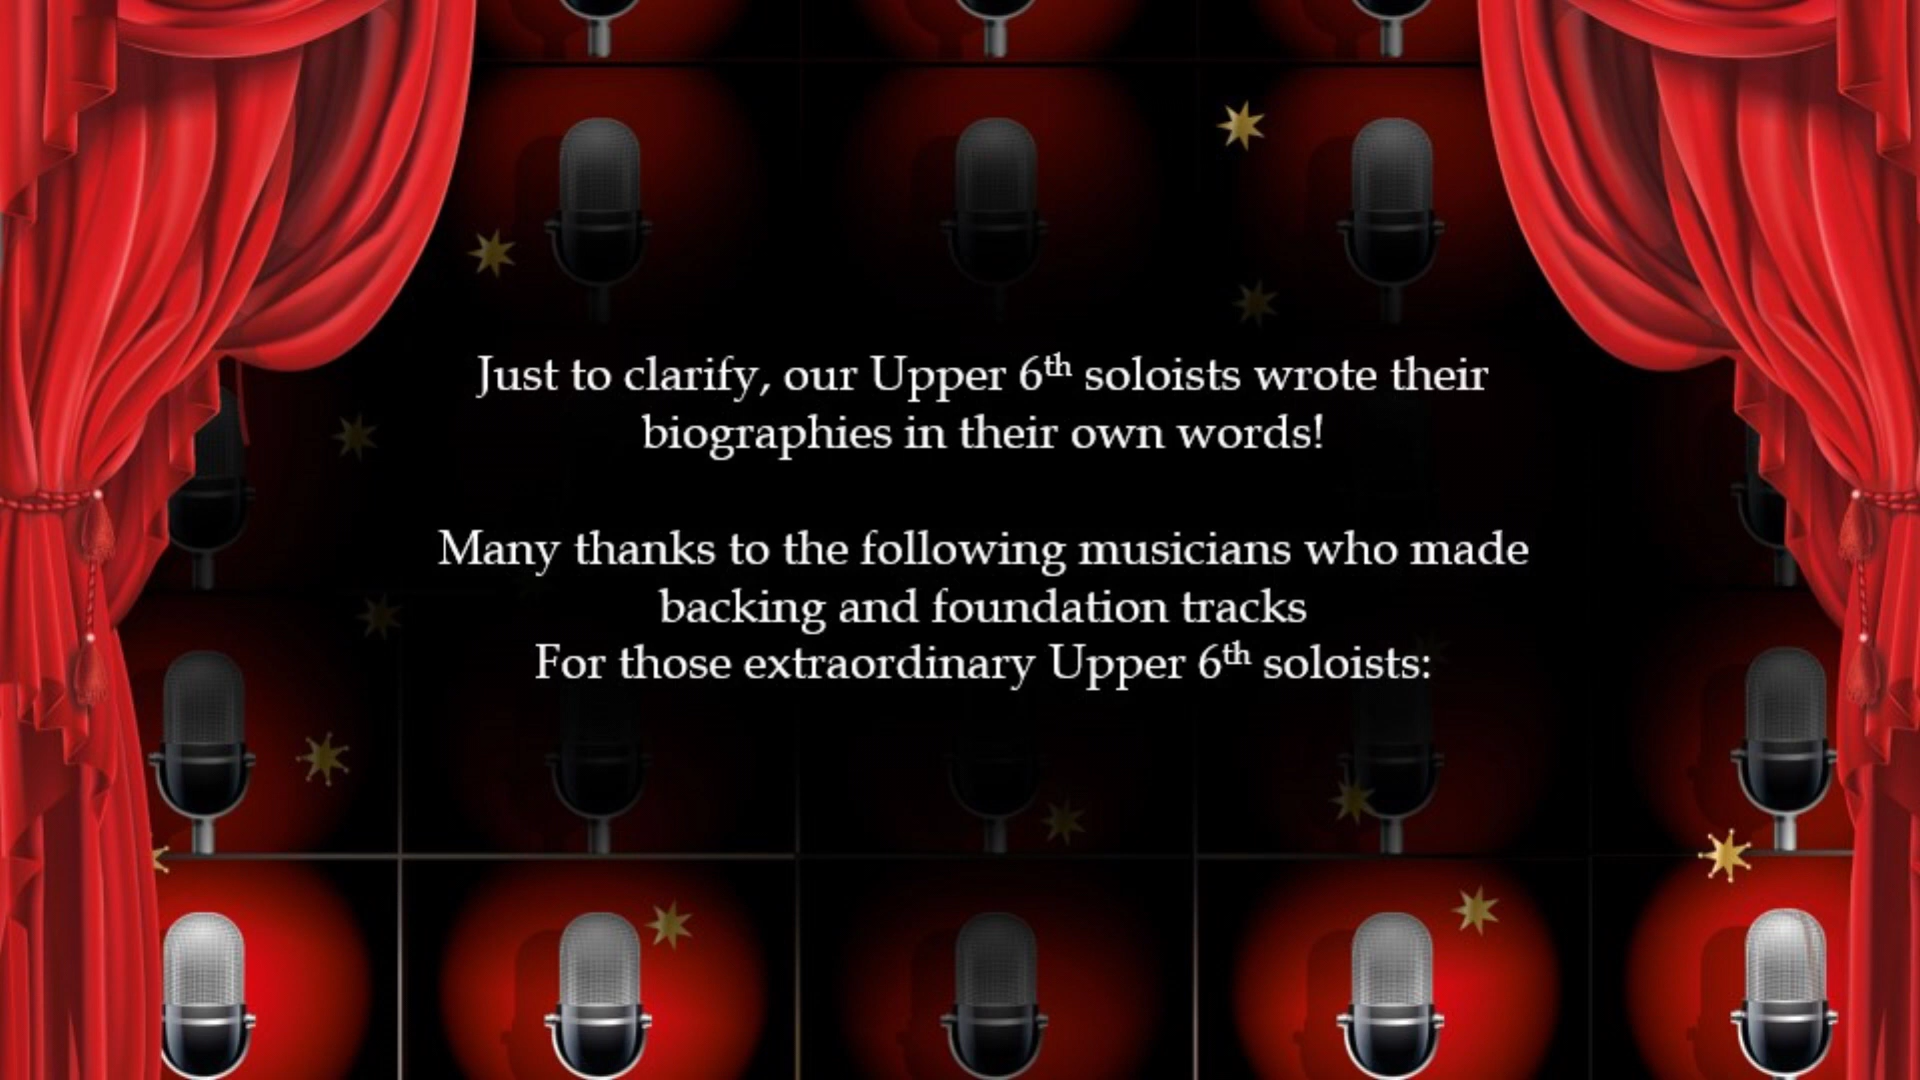 Just to clarify, our Upper 6th soloists wrote their
biographies in their own words!
Many thanks to the following musicians who made
backing and foundation tracks
For those extraordinary Upper 6th soloists: